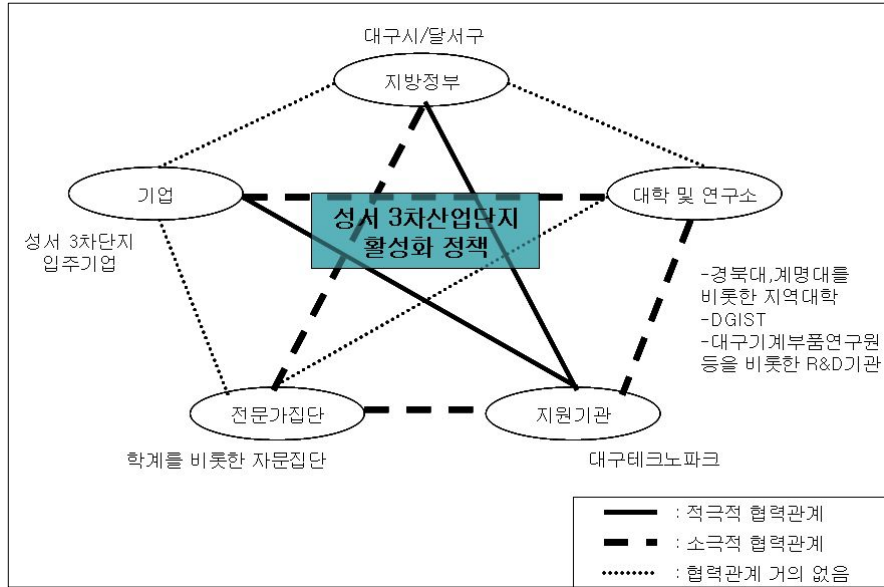 대구시/달서구
지방정부
기업
대학 및 연구소
성서 3차산업단지
활성화 정책
성서 3차단지
입주기업
-경북대,계명대를
비롯한 지역대학
-DGIST
-대구기계부품연구원
등을 비롯한 R&D기관
전문가집단
지원기관
학계를 비롯한 자문집단
대구테크노파크
: 적극적 협력관계
: 소극적 협력관계
: 협력관계 거의 없음